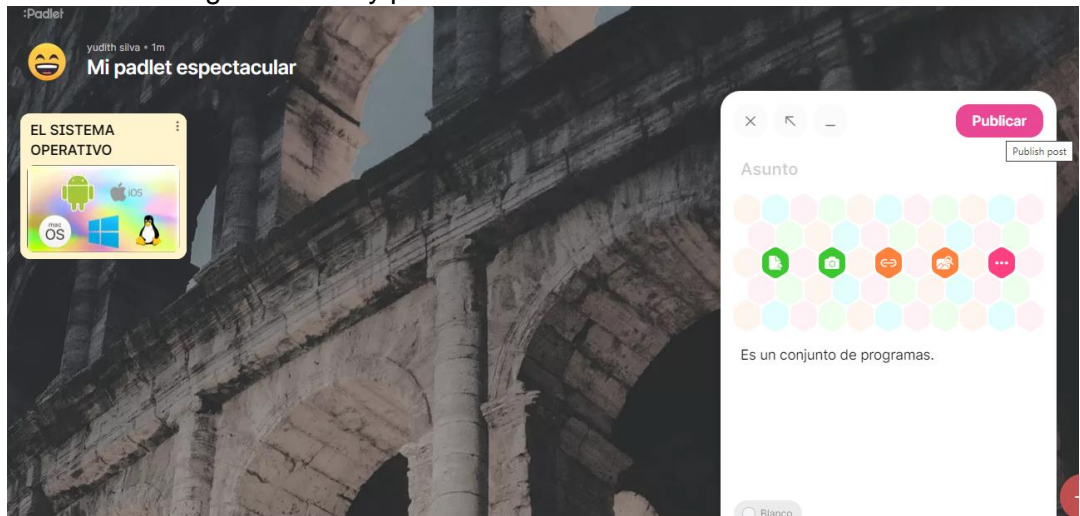 :Padlet
yudith silva • 1m
Mi padlet espectacular
EL SISTEMA
OPERATIVO
iOS
mac
OS
Publicar
Publish post
Asunto
Es un conjunto de programas.
Blanco